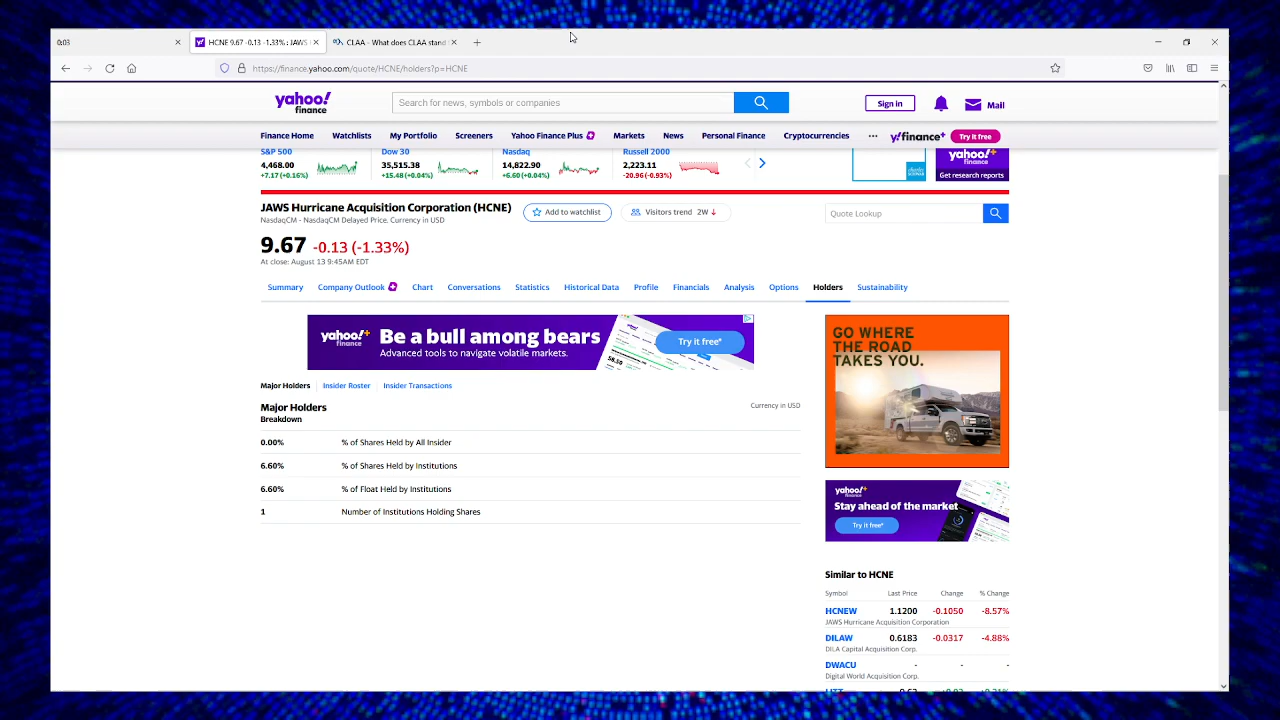 0:03
HCNE 9.67 -0.13 -1.33% : JAWS
CLAA - What does CLAA stand
https://finance.yahoo.com/quote/HCNE/holders?p=HCNE
yahoo!
finance
Search for news, symbols or companies
Sign in
Mail
Finance Home
Watchlists
My Portfolio
Screeners
Yahoo Finance Plus
Markets
News
Personal Finance
Cryptocurrencies
...
y!finance+
Try it free
S&P 500
4,468.00
+7.17 (+0.16%)
Dow 30
35,515.38
+15.48 (+0.04%)
Nasdaq
14,822.90
+6.60 (+0.04%)
Russell 2000
2,223.11
-20.96 (-0.93%)
charles
SCHWAB
yahoo!
finance
Get research reports
JAWS Hurricane Acquisition Corporation (HCNE)
NasdaqCM - NasdaqCM Delayed Price. Currency in USD
Add to watchlist
Visitors trend 2W ↓
Quote Lookup
9.67 -0.13 (-1.33%)
At close: August 13 9:45AM EDT
Summary
Company Outlook
Chart
Conversations
Statistics
Historical Data
Profile
Financials
Analysis
Options
Holders
Sustainability
yahoo!+
finance
Be a bull among bears
Advanced tools to navigate volatile markets.
Try it free*
Major Holders
Insider Roster
Insider Transactions
Major Holders
Currency in USD
Breakdown
0.00% % of Shares Held by All Insider
6.60% % of Shares Held by Institutions
6.60% % of Float Held by Institutions
1 Number of Institutions Holding Shares
GO WHERE
THE ROAD
TAKES YOU.
yahoo!+
finance
Stay ahead of the market
Try it free*
Similar to HCNE
Symbol Last Price Change % Change
HCNEW 1.1200 -0.1050 -8.57%
JAWS Hurricane Acquisition Corporation
DILAW 0.6183 -0.0317 -4.88%
DILA Capital Acquisition Corp.
DWACU - - -
Digital World Acquisition Corp.